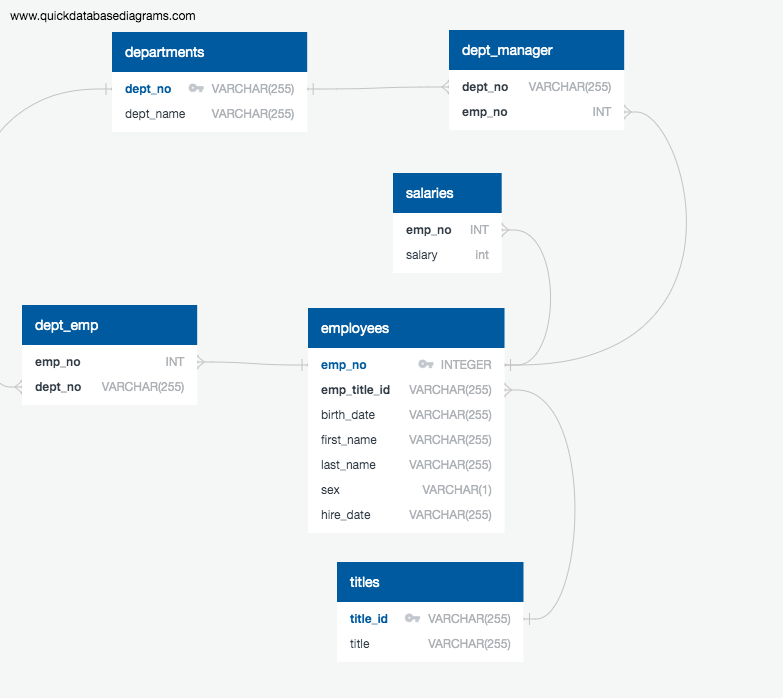 www.quickdatabasediagrams.com
departments
dept_no VARCHAR(255)
dept_name VARCHAR(255)
dept_manager
dept_no VARCHAR(255)
emp_no INT
salaries
emp_no INT
salary int
dept_emp
emp_no INT
dept_no VARCHAR(255)
employees
emp_no INTEGER
emp_title_id VARCHAR(255)
birth_date VARCHAR(255)
first_name VARCHAR(255)
last_name VARCHAR(255)
sex VARCHAR(1)
hire_date VARCHAR(255)
titles
title_id VARCHAR(255)
title VARCHAR(255)